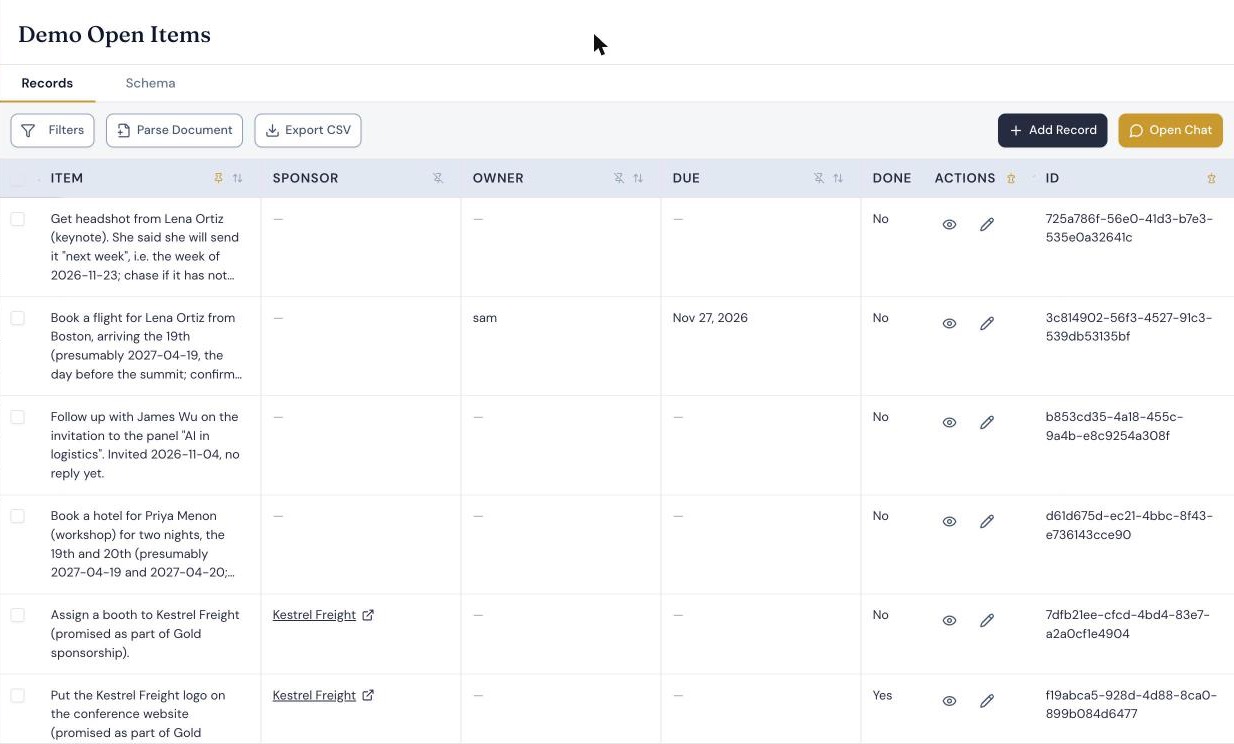 Demo Open Items
Records Schema
Filters Parse Document Export CSV Add Record Open Chat
ITEM SPONSOR OWNER DUE DONE ACTIONS ID
Get headshot from Lena Ortiz
(keynote). She said she will send
it "next week", i.e. the week of
2026-11-23; chase if it has not…
— — — No 725a786f-56e0-41d3-b7e3-
535e0a32641c
Book a flight for Lena Ortiz from
Boston, arriving the 19th
(presumably 2027-04-19, the
day before the summit; confirm…
— sam Nov 27, 2026 No 3c814902-56f3-4527-91c3-
539db53135bf
Follow up with James Wu on the
invitation to the panel "AI in
logistics". Invited 2026-11-04, no
reply yet.
— — — No b853cd35-4a18-455c-
9a4b-e8c9254a308f
Book a hotel for Priya Menon
(workshop) for two nights, the
19th and 20th (presumably
2027-04-19 and 2027-04-20;…
— — — No d61d675d-ec21-4bbc-8f43-
e736143cce90
Assign a booth to Kestrel Freight
(promised as part of Gold
sponsorship).
Kestrel Freight — — No 7dfb21ee-cfcd-4bd4-83e7-
a2a0cf1e4904
Put the Kestrel Freight logo on
the conference website
(promised as part of Gold
Kestrel Freight — — Yes f19abca5-928d-4d88-8ca0-
899b084d6477